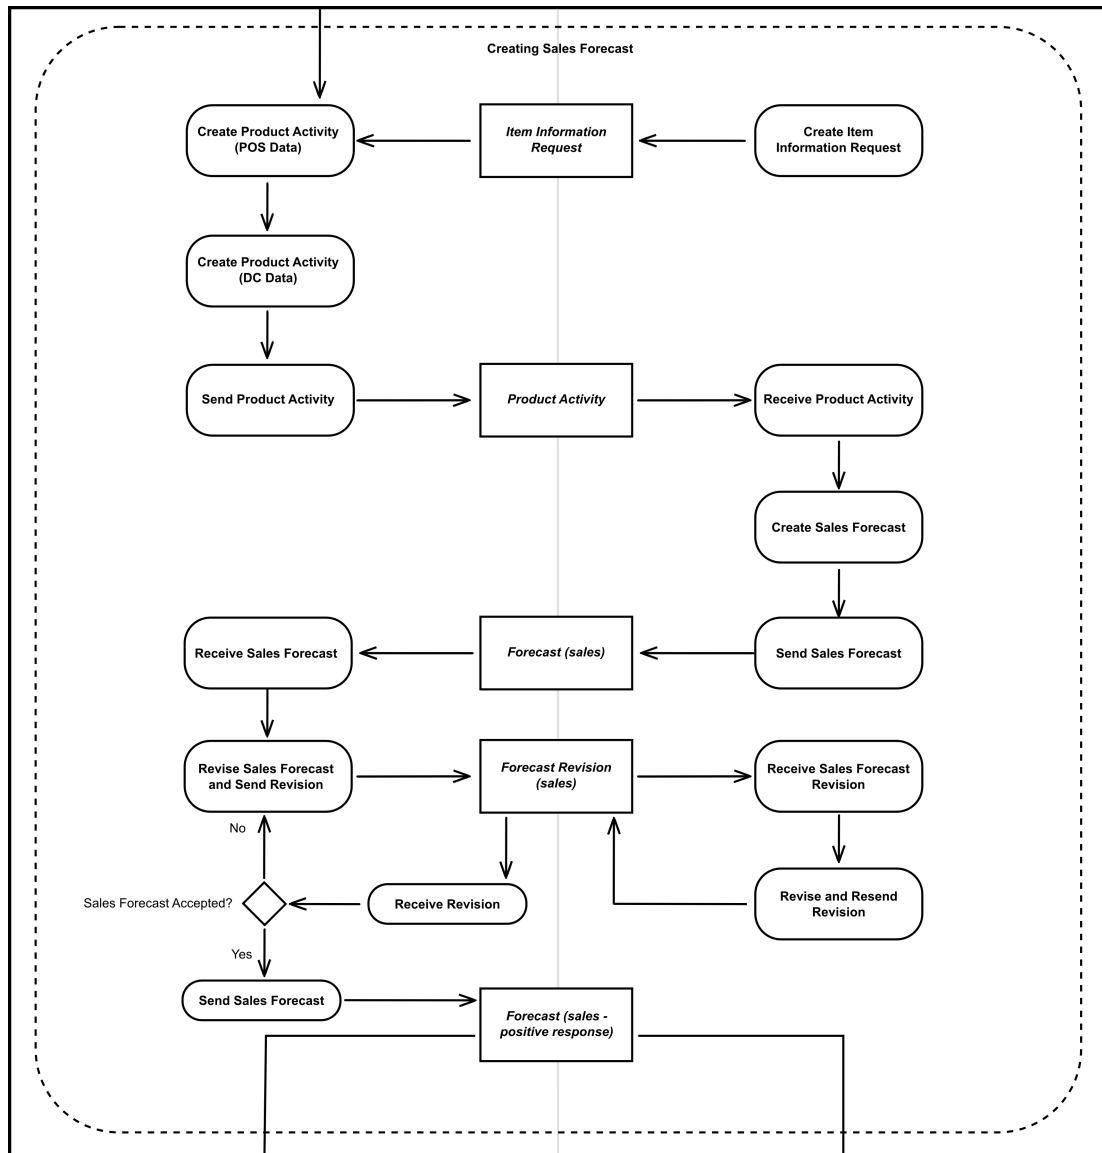 Creating Sales Forecast
Create Product Activity
(POS Data)
Item Information
Request
Create Item
Information Request
Create Product Activity
(DC Data)
Send Product Activity
Product Activity
Receive Product Activity
Create Sales Forecast
Receive Sales Forecast
Forecast (sales)
Send Sales Forecast
Revise Sales Forecast
and Send Revision
Forecast Revision
(sales)
Receive Sales Forecast
Revision
No
Sales Forecast Accepted?
Receive Revision
Revise and Resend
Revision
Yes
Send Sales Forecast
Forecast (sales -
positive response)